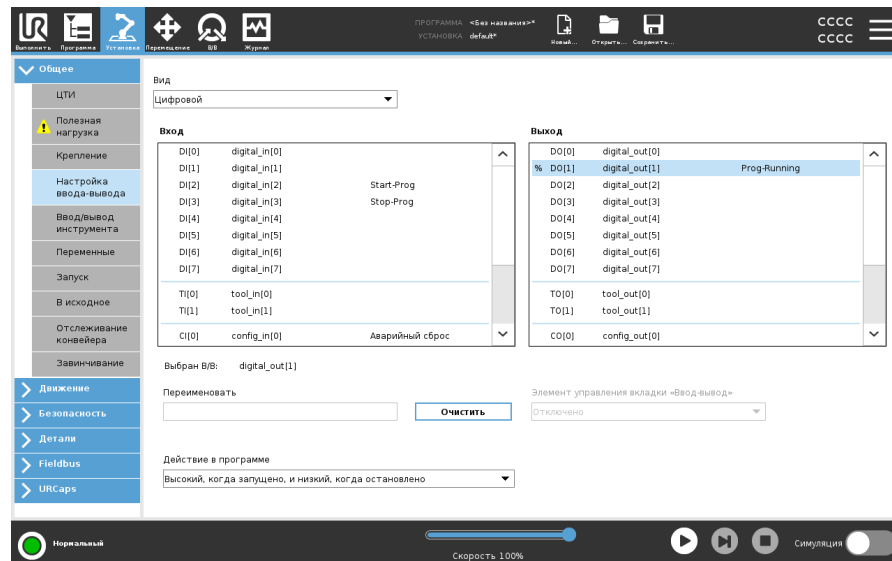 UR
ПРОГРАММА <Без названия>*
УСТАНОВКА default*
Выполнить Программа Установка Перемещение В/В Журнал
Новый... Открыть... Сохранить...
CCCC
CCCC
Общее
ЦТИ
Полезная
нагрузка
Крепление
Настройка
ввода-вывода
Ввод/вывод
инструмента
Переменные
Запуск
В исходное
Отслеживание
конвейера
Завинчивание
Движение
Безопасность
Детали
Fieldbus
URCaps
Вид
Цифровой
Вход
DI[0] digital_in[0]
DI[1] digital_in[1]
DI[2] digital_in[2] Start-Prog
DI[3] digital_in[3] Stop-Prog
DI[4] digital_in[4]
DI[5] digital_in[5]
DI[6] digital_in[6]
DI[7] digital_in[7]
TI[0] tool_in[0]
TI[1] tool_in[1]
CI[0] config_in[0] Аварийный сброс
Выход
DO[0] digital_out[0]
% DO[1] digital_out[1] Prog-Running
DO[2] digital_out[2]
DO[3] digital_out[3]
DO[4] digital_out[4]
DO[5] digital_out[5]
DO[6] digital_out[6]
DO[7] digital_out[7]
TO[0] tool_out[0]
TO[1] tool_out[1]
CO[0] config_out[0]
Выбран В/В: digital_out[1]
Переименовать
Очистить
Элемент управления вкладки «Ввод-вывод»
Отключено
Действие в программе
Высокий, когда запущено, и низкий, когда остановлено
Нормальный
Скорость 100%
Симуляция